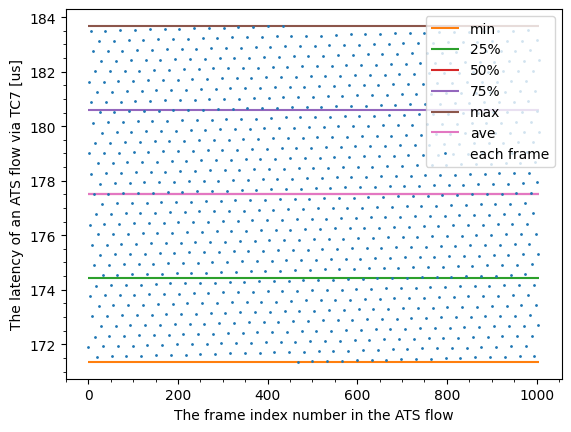 184
182
180
178
176
174
172
The latency of an ATS flow via TC7 [us]
min
25%
50%
75%
max
ave
each frame
0
200
400
600
800
1000
The frame index number in the ATS flow